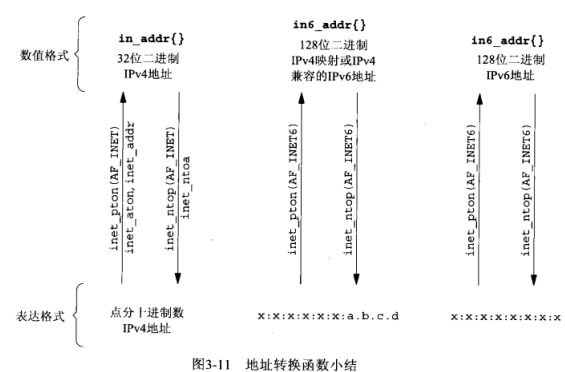 in_addr{}
32位二进制
IPv4地址
in6_addr{}
128位二进制
IPv4映射或IPv4
兼容的IPv6地址
in6_addr{}
128位二进制
IPv6地址
数值格式
inet_pton(AF_INET)
inet_aton,inet_addr
inet_ntop(AF_INET)
inet_ntoa
inet_pton(AF_INET6)
inet_ntop(AF_INET6)
inet_pton(AF_INET6)
inet_ntop(AF_INET6)
表达格式
点分十进制数
IPv4地址
x:x:x:x:x:x:a.b.c.d
x:x:x:x:x:x:x:x
图3-11 地址转换函数小结